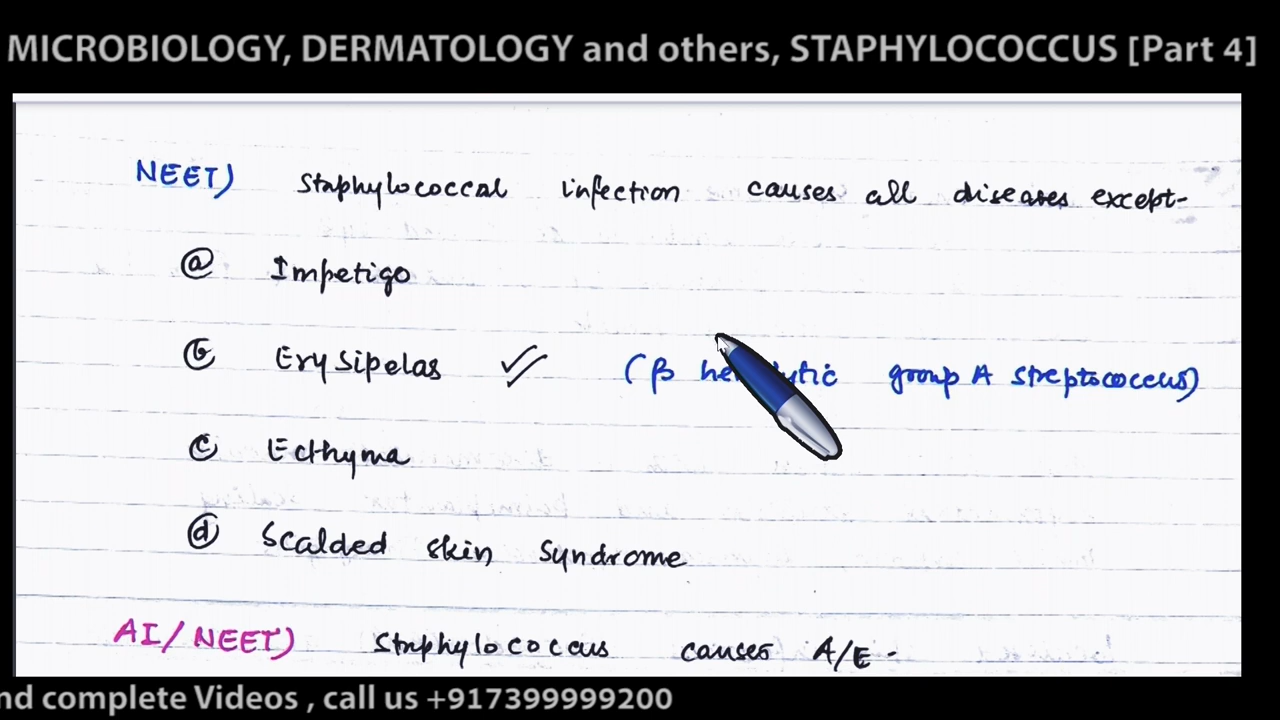 MICROBIOLOGY, DERMATOLOGY and others, STAPHYLOCOCCUS [Part 4]
NEET) Staphylococcal infection causes all diseases except-
(a) Impetigo
(b) Erysipelas ✓ (β group A streptococcus)
(c) Ecthyma
(d) Scalded skin syndrome
AI/NEET) Staphylococcus causes A/E -
nd complete Videos , call us +917399999200